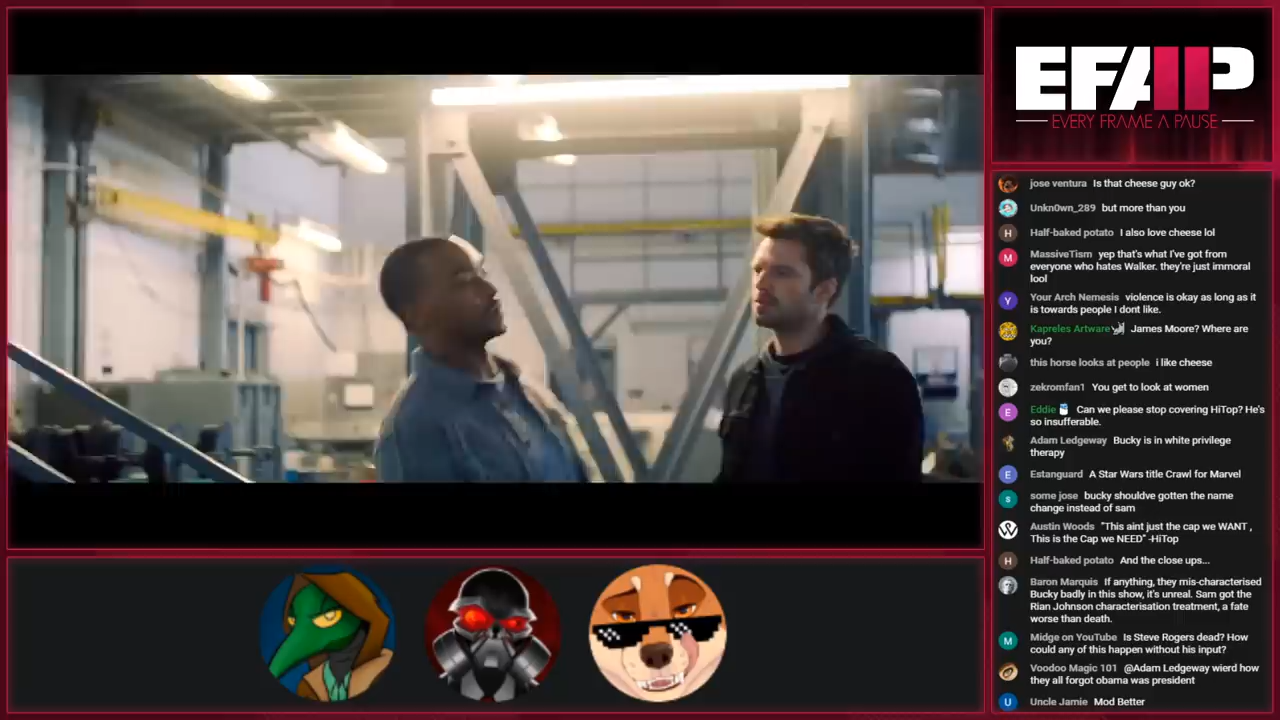 EFAP
EVERY FRAME A PAUSE
jose ventura Is that cheese guy ok?
Unkn0wn_289 but more than you
Half-baked potato I also love cheese lol
MassiveTism yep that's what I've got from
everyone who hates Walker. they're just immoral
lool
Your Arch Nemesis violence is okay as long as it
is towards people I dont like.
Kapreles Artware James Moore? Where are
you?
this horse looks at people i like cheese
zekromfan1 You get to look at women
Eddie Can we please stop covering HiTop? He's
so insufferable.
Adam Ledgeway Bucky is in white privilege
therapy
Estanguard A Star Wars title Crawl for Marvel
some jose bucky shouldve gotten the name
change instead of sam
Austin Woods "This aint just the cap we WANT ,
This is the Cap we NEED" -HiTop
Half-baked potato And the close ups...
Baron Marquis If anything, they mis-characterised
Bucky badly in this show, it's unreal. Sam got the
Rian Johnson characterisation treatment, a fate
worse than death.
Midge on YouTube Is Steve Rogers dead? How
could any of this happen without his input?
Voodoo Magic 101 @Adam Ledgeway wierd how
they all forgot obama was president
Uncle Jamie Mod Better
H
M
Y
E
E
s
H
M
U